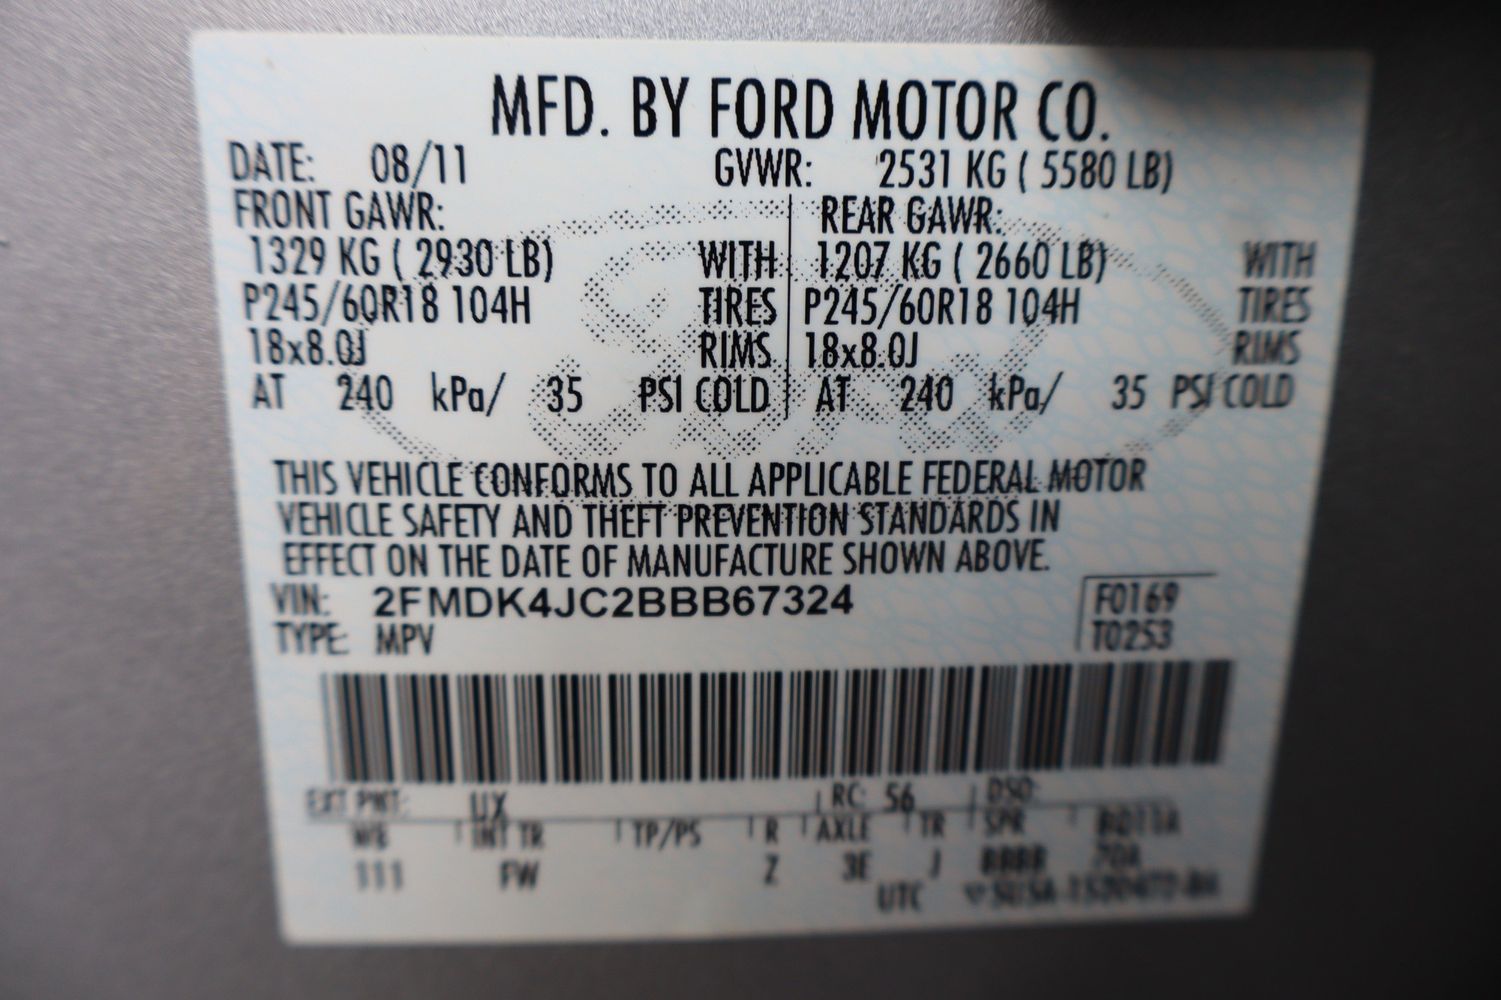 MFD. BY FORD MOTOR CO.
DATE: 08/11 GVWR: 2531 KG ( 5580 LB)
FRONT GAWR: REAR GAWR:
1329 KG ( 2930 LB) WITH 1207 KG ( 2660 LB) WITH
P245/60R18 104H TIRES P245/60R18 104H TIRES
18x8.0J RIMS 18x8.0J RIMS
AT 240 kPa/ 35 PSI COLD AT 240 kPa/ 35 PSI COLD
THIS VEHICLE CONFORMS TO ALL APPLICABLE FEDERAL MOTOR
VEHICLE SAFETY AND THEFT PREVENTION STANDARDS IN
EFFECT ON THE DATE OF MANUFACTURE SHOWN ABOVE.
VIN: 2FMDK4JC2BBB67324 F0169
TYPE: MPV T0253
EXT PNT: UX RC: 56 DSO:
WB INT TR TP/PS R AXLE TR SPR
111 FW Z 3E J BBBB
UTC